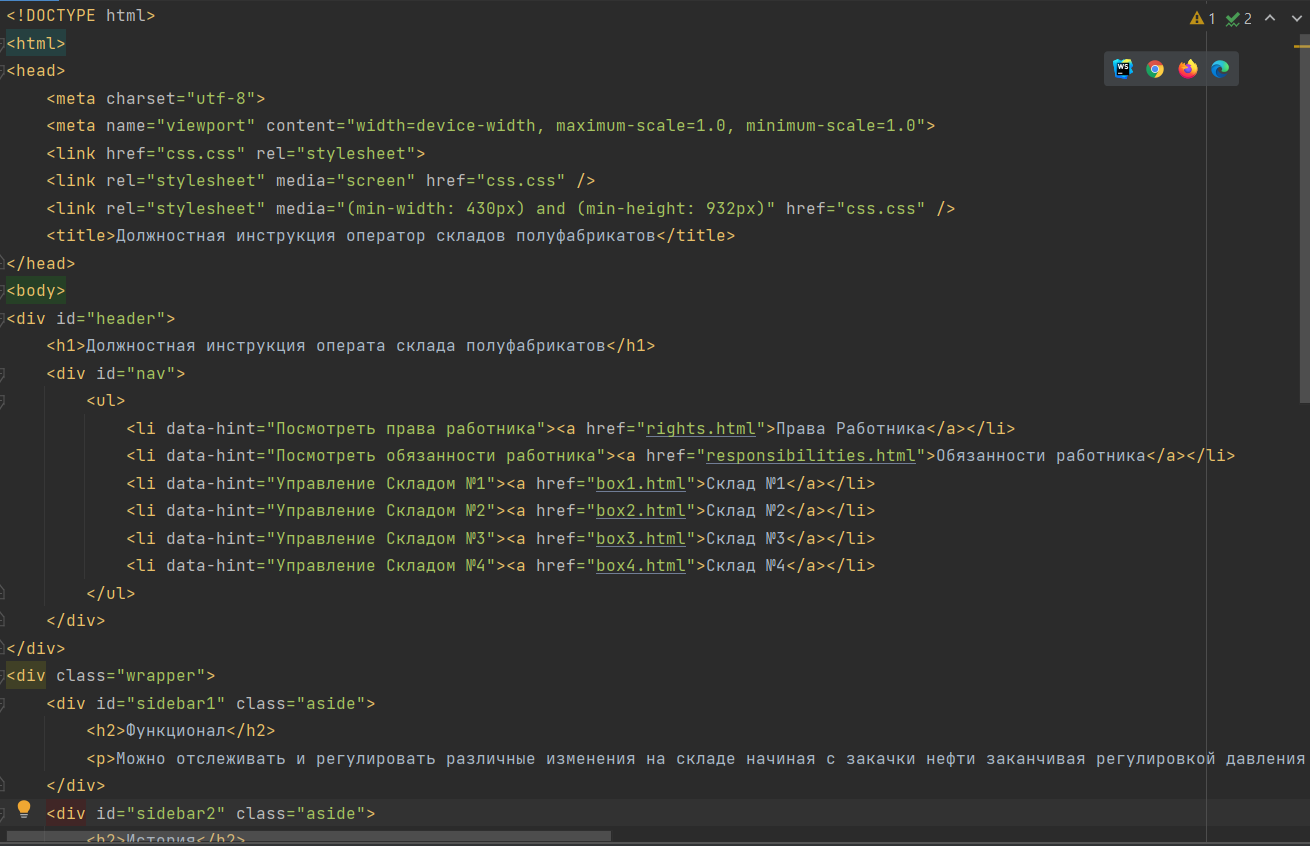 <!DOCTYPE html>
1 2
<html>
<head>
<meta charset="utf-8">
WS
<meta name="viewport" content="width=device-width, maximum-scale=1.0, minimum-scale=1.0">
<link href="css.css" rel="stylesheet">
<link rel="stylesheet" media="screen" href="css.css" />
<link rel="stylesheet" media="(min-width: 430px) and (min-height: 932px)" href="css.css" />
<title>Должностная инструкция оператор складов полуфабрикатов</title>
</head>
<body>
<div id="header">
<h1>Должностная инструкция операта склада полуфабрикатов</h1>
<div id="nav">
<ul>
<li data-hint="Посмотреть права работника"><a href="rights.html">Права Работника</a></li>
<li data-hint="Посмотреть обязанности работника"><a href="responsibilities.html">Обязанности работника</a></li>
<li data-hint="Управление Складом №1"><a href="box1.html">Склад №1</a></li>
<li data-hint="Управление Складом №2"><a href="box2.html">Склад №2</a></li>
<li data-hint="Управление Складом №3"><a href="box3.html">Склад №3</a></li>
<li data-hint="Управление Складом №4"><a href="box4.html">Склад №4</a></li>
</ul>
</div>
</div>
<div class="wrapper">
<div id="sidebar1" class="aside">
<h2>Функционал</h2>
<p>Можно отслеживать и регулировать различные изменения на складе начиная с закачки нефти заканчивая регулировкой давления
</div>
<div id="sidebar2" class="aside">
<h2>История</h2>